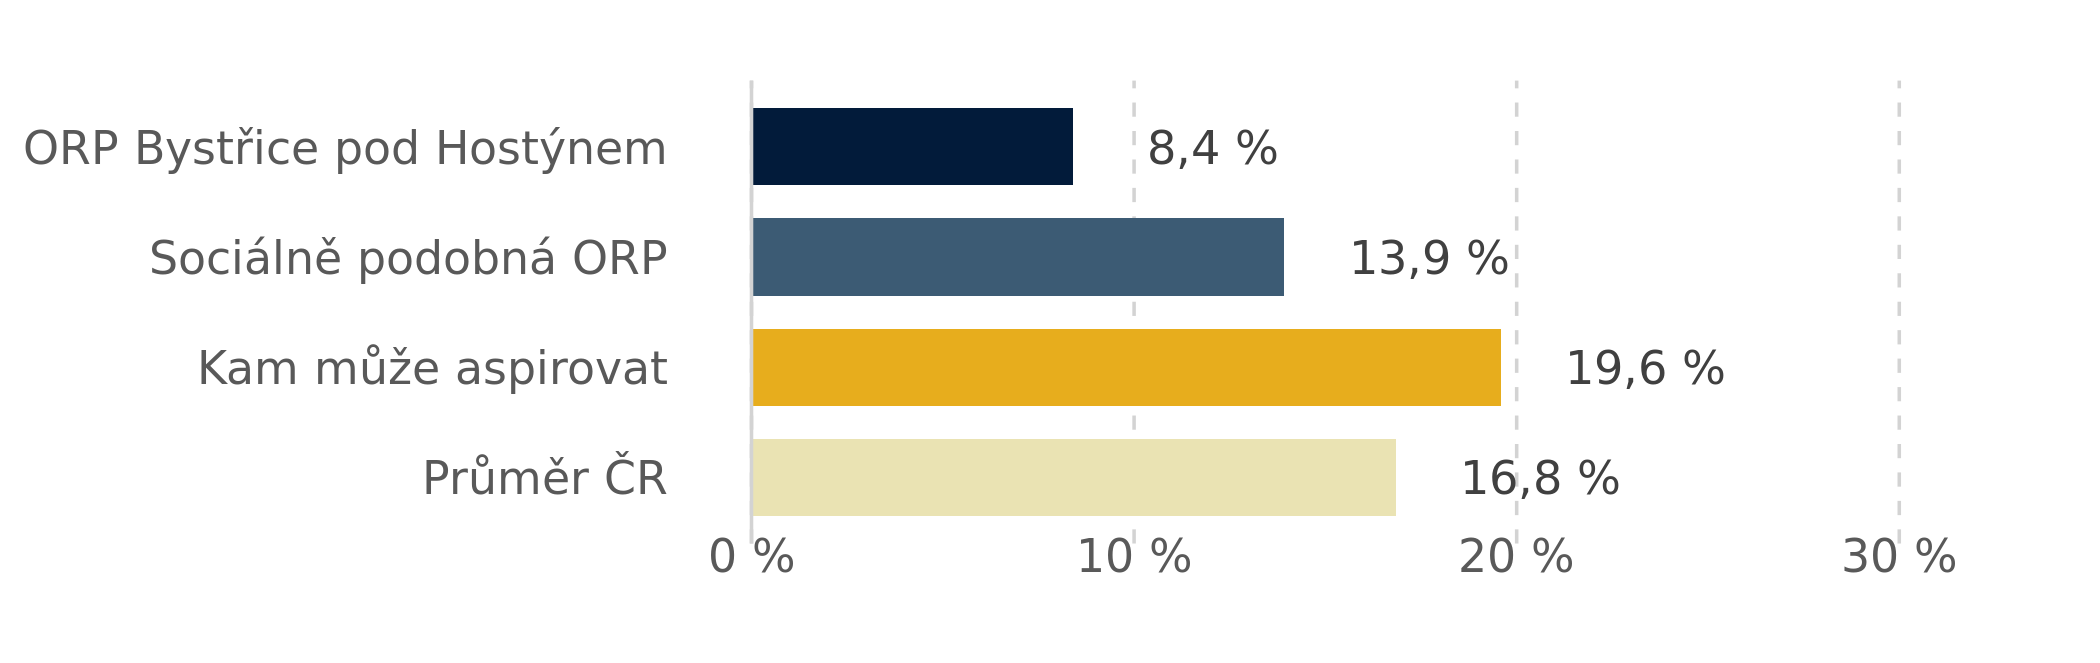 ORP Bystřice pod Hostýnem 8,4 %
Sociálně podobná ORP 13,9 %
Kam může aspirovat 19,6 %
Průměr ČR 16,8 %
0 % 10 % 20 % 30 %